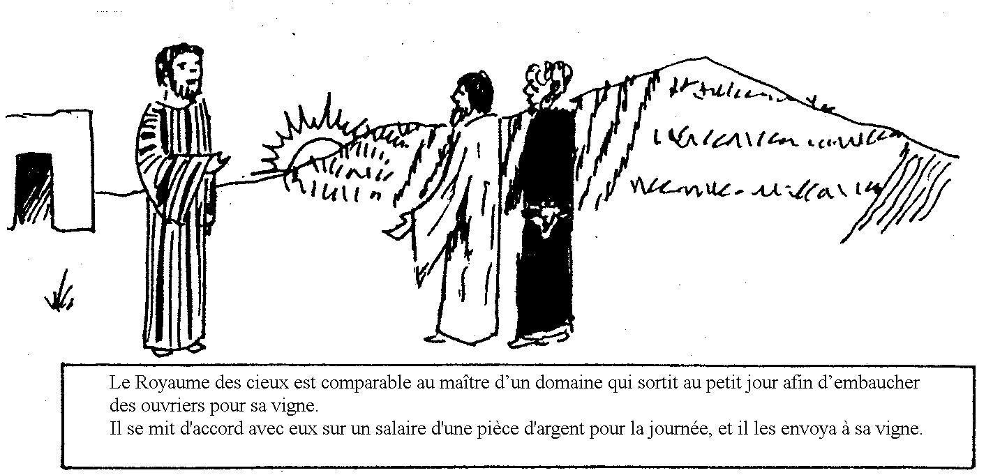 Le Royaume des cieux est comparable au maître d’un domaine qui sortit au petit jour afin d’embaucher
des ouvriers pour sa vigne.
Il se mit d'accord avec eux sur un salaire d'une pièce d'argent pour la journée, et il les envoya à sa vigne.